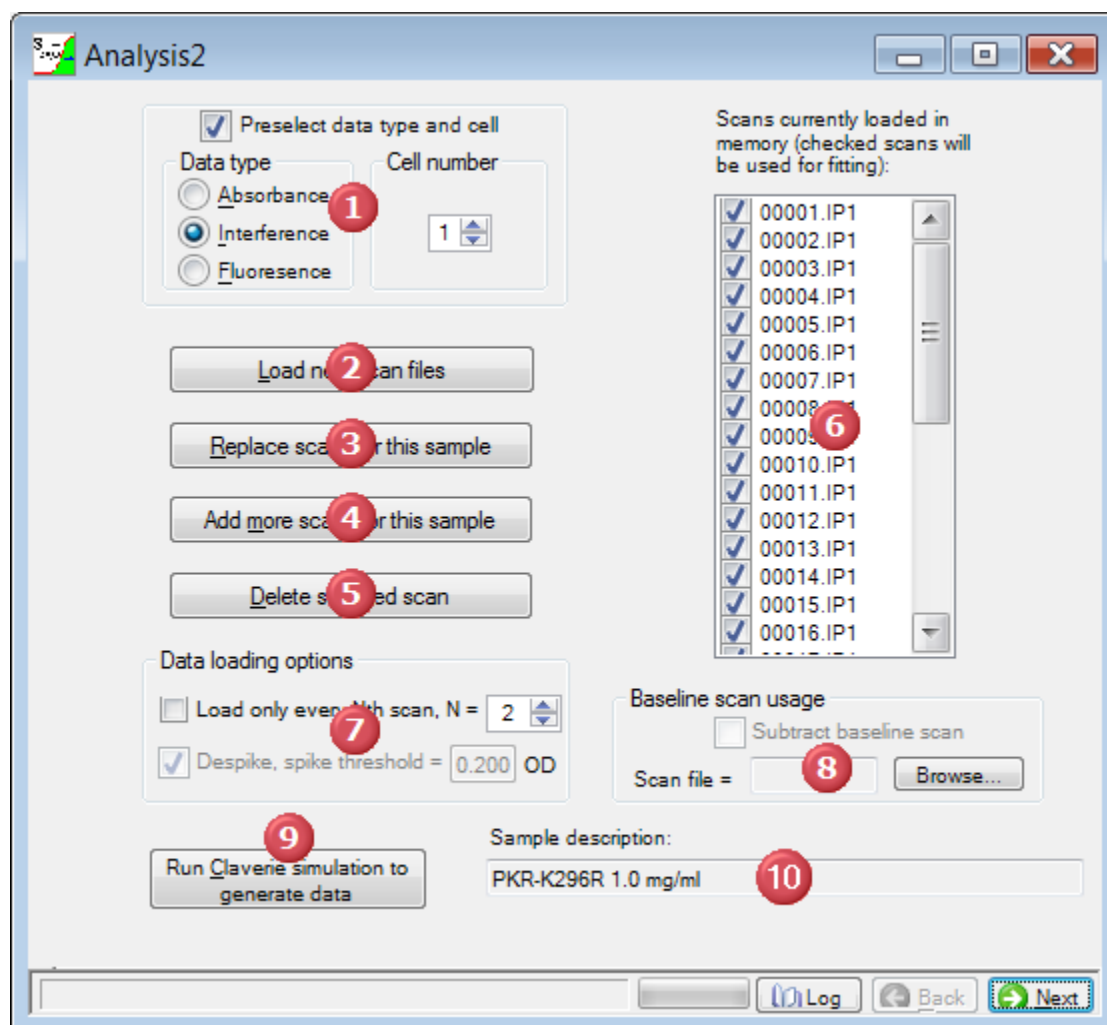 Analysis2
Preselect data type and cell
Data type
Absorbance
Interference
Fluoresence
1
Cell number
1
2
Load can files
3
Replace this sample
4
Add more this sample
5
Delete scan
Data loading options
Load only scan, N = 2
7
Despike, spike threshold = 0.200 OD
9
Run Claverie simulation to
generate data
Scans currently loaded in
memory (checked scans will
be used for fitting):
00001.IP1
00002.IP1
00003.IP1
00004.IP1
00005.IP1
00006.IP1
00007.IP1
00008.IP1
6
00010.IP1
00011.IP1
00012.IP1
00013.IP1
00014.IP1
00015.IP1
00016.IP1
Baseline scan usage
Subtract baseline scan
Scan file =
8
Browse...
Sample description:
PKR-K296R 1.0 mg/ml
10
Log
Back
Next